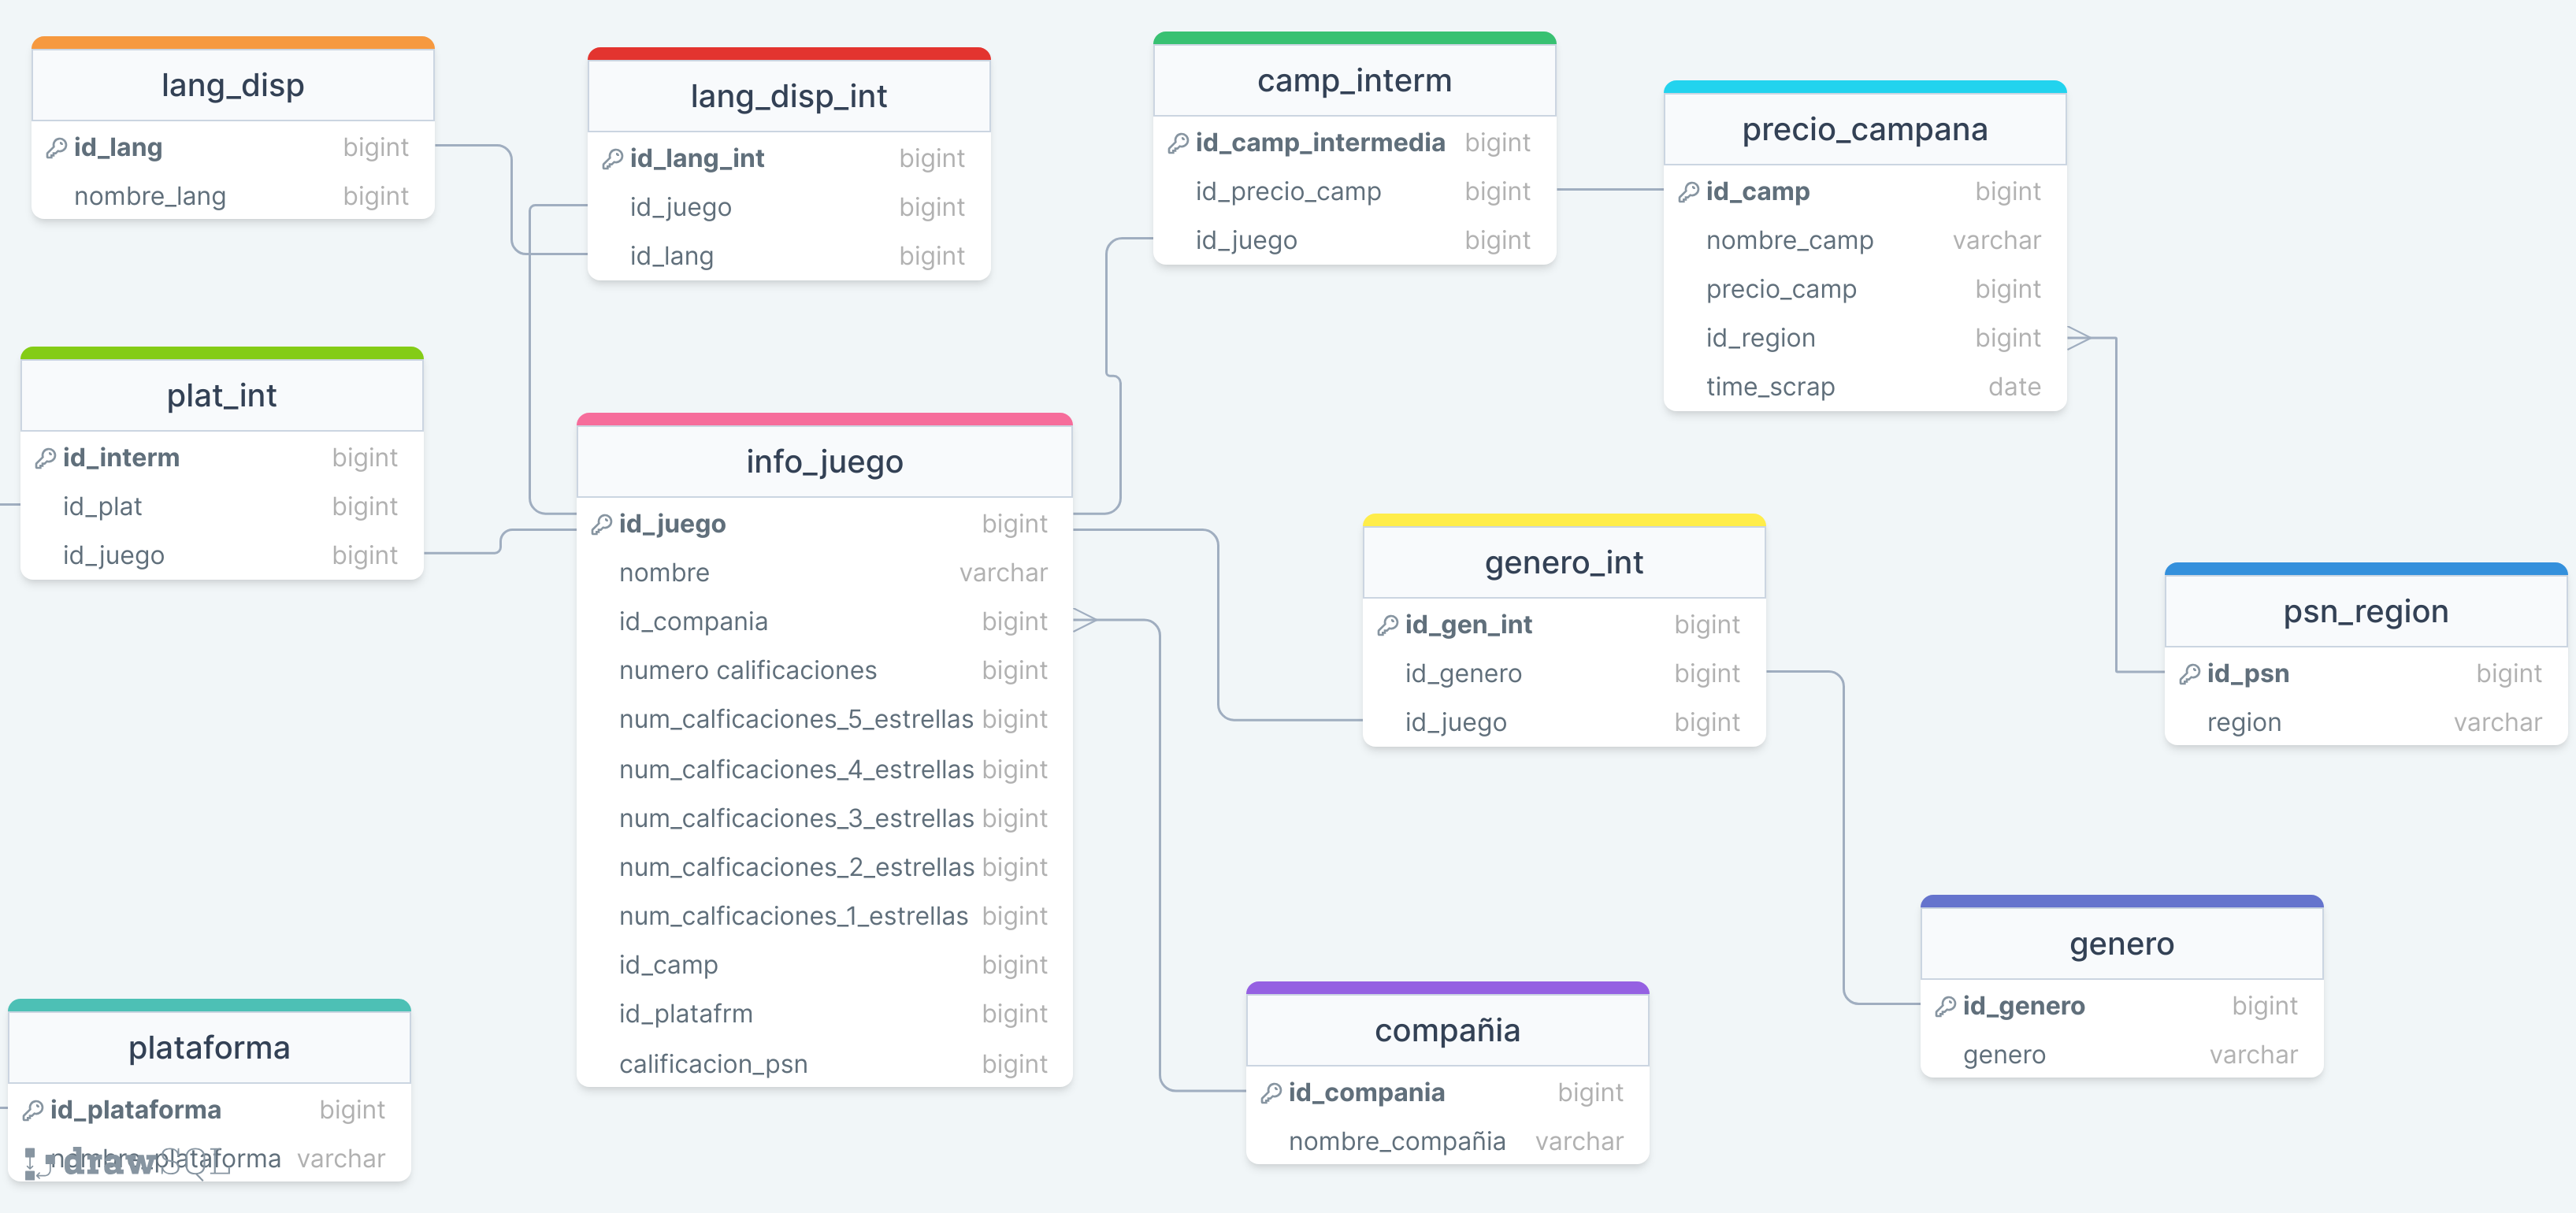 lang_disp
id_lang bigint
nombre_lang bigint
lang_disp_int
id_lang_int bigint
id_juego bigint
id_lang bigint
camp_interm
id_camp_intermedia bigint
id_precio_camp bigint
id_juego bigint
precio_campana
id_camp bigint
nombre_camp varchar
precio_camp bigint
id_region bigint
time_scrap date
plat_int
id_interm bigint
id_plat bigint
id_juego bigint
info_juego
id_juego bigint
nombre varchar
id_compania bigint
numero calificaciones bigint
num_calficaciones_5_estrellas bigint
num_calficaciones_4_estrellas bigint
num_calficaciones_3_estrellas bigint
num_calficaciones_2_estrellas bigint
num_calficaciones_1_estrellas bigint
id_camp bigint
id_platafrm bigint
calificacion_psn bigint
genero_int
id_gen_int bigint
id_genero bigint
id_juego bigint
psn_region
id_psn bigint
region varchar
genero
id_genero bigint
genero varchar
compañia
id_compania bigint
nombre_compañia varchar
plataforma
id_plataforma bigint
nombre_plataforma varchar
drawSQL